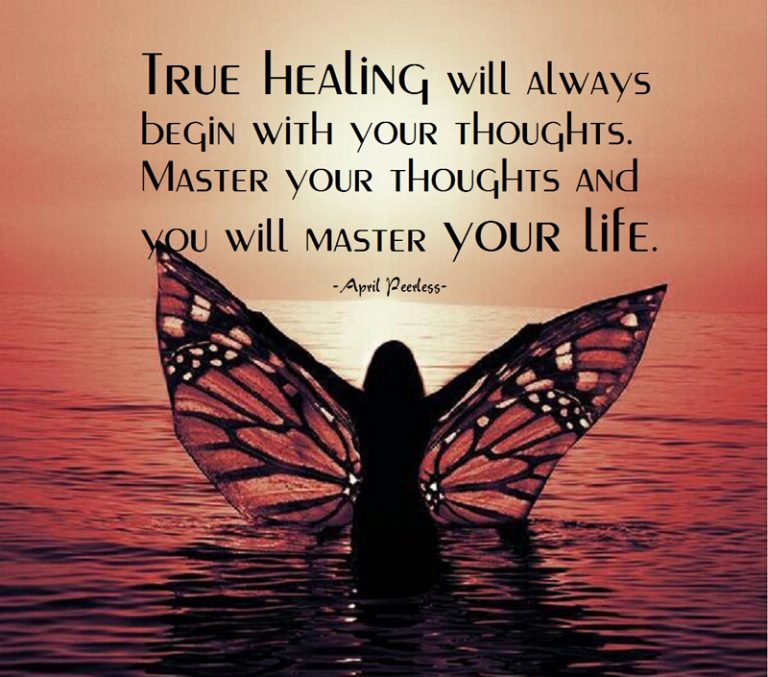 True healing will always
begin with your thoughts.
Master your thoughts and
you will master your life.
-April Peerless-